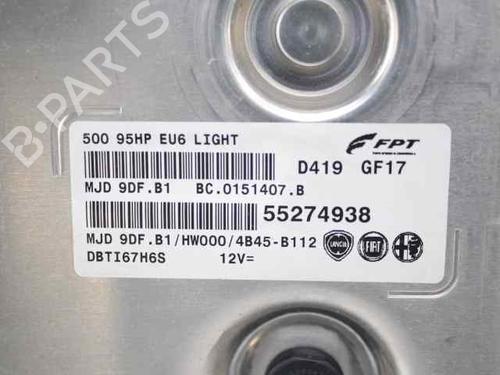 B-PARTS
500 95HP EU6 LIGHT
FPT
D419 GF17
MJD 9DF.B1 BC.0151407.B
55274938
MJD 9DF.B1/HW000/4B45-B112
DBTI67H6S 12V=
LANCIA FIAT